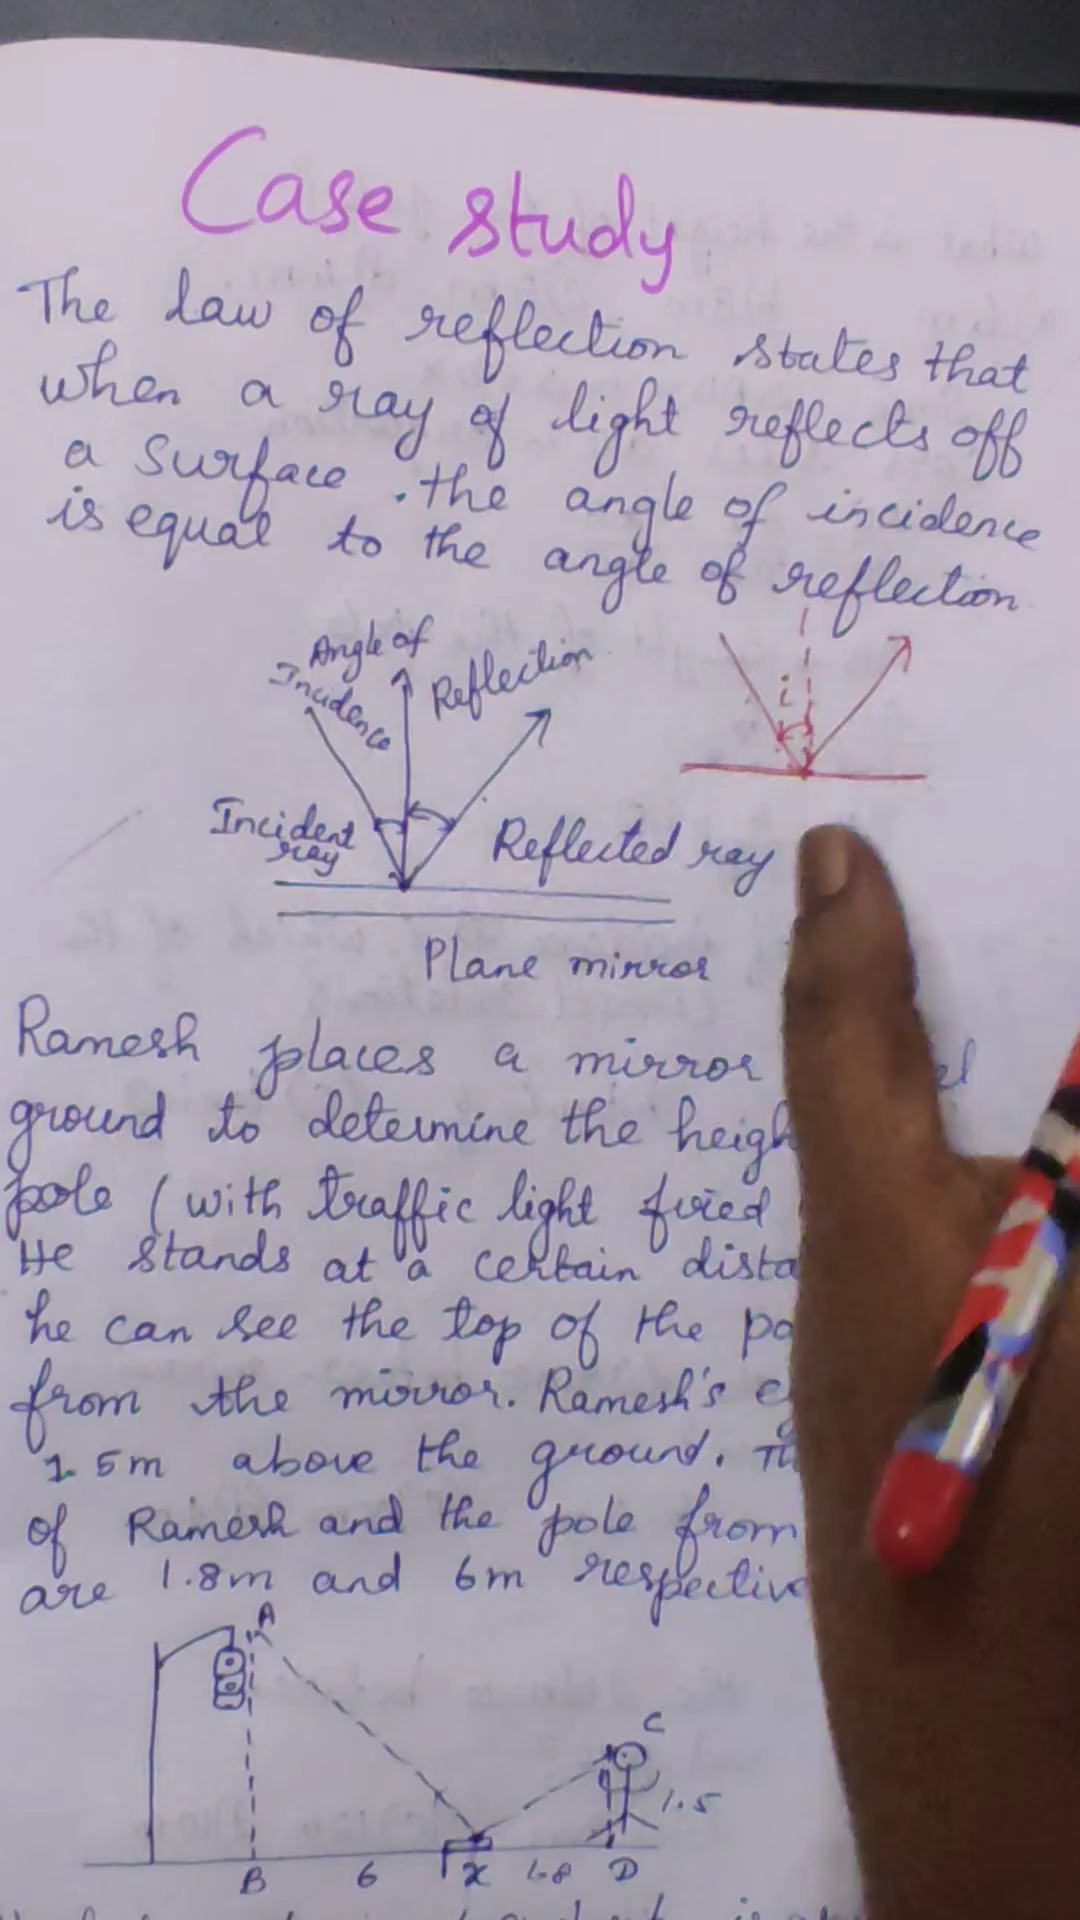 Case study
The law of reflection states that
when a ray of light reflects off
a surface . the angle of incidence
is equal to the angle of reflection
Angle of
Incidence
Reflection
i
Incident
ray
Reflected ray
Plane mirror
Ramesh places a mirror
ground to determine the heigh
pole ( with traffic light fired
He stands at a certain dista
he can see the top of the po
from the mirror. Ramesh's e
1.5m above the ground. Th
of Ramesh and the pole from
are 1.8m and 6m respective
A
C
1.5
B 6 X 1.8 D